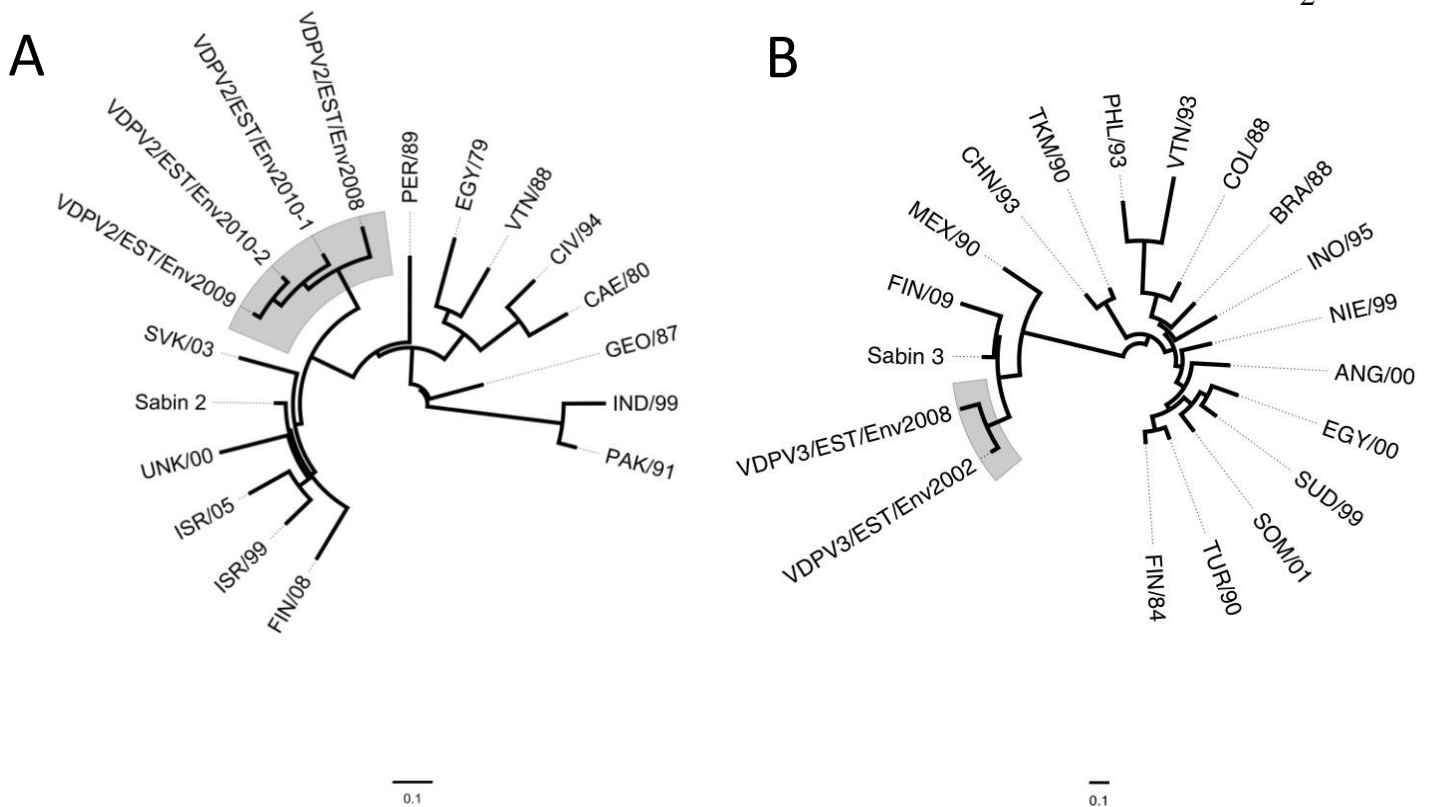 2
A
VDPV2/EST/Env2008
VDPV2/EST/Env2010-1
VDPV2/EST/Env2010-2
VDPV2/EST/Env2009
SVK/03
Sabin 2
UNK/00
ISR/05
ISR/99
FIN/08
PER/89
EGY/79
VTN/88
CIV/94
CAE/80
GEO/87
IND/99
PAK/91
0.1
B
PHL/93
VTN/93
TKM/90
COL/88
CHN/93
BRA/88
MEX/90
INO/95
FIN/09
NIE/99
Sabin 3
ANG/00
VDPV3/EST/Env2008
EGY/00
VDPV3/EST/Env2002
SUD/99
SOM/01
TUR/90
FIN/84
0.1